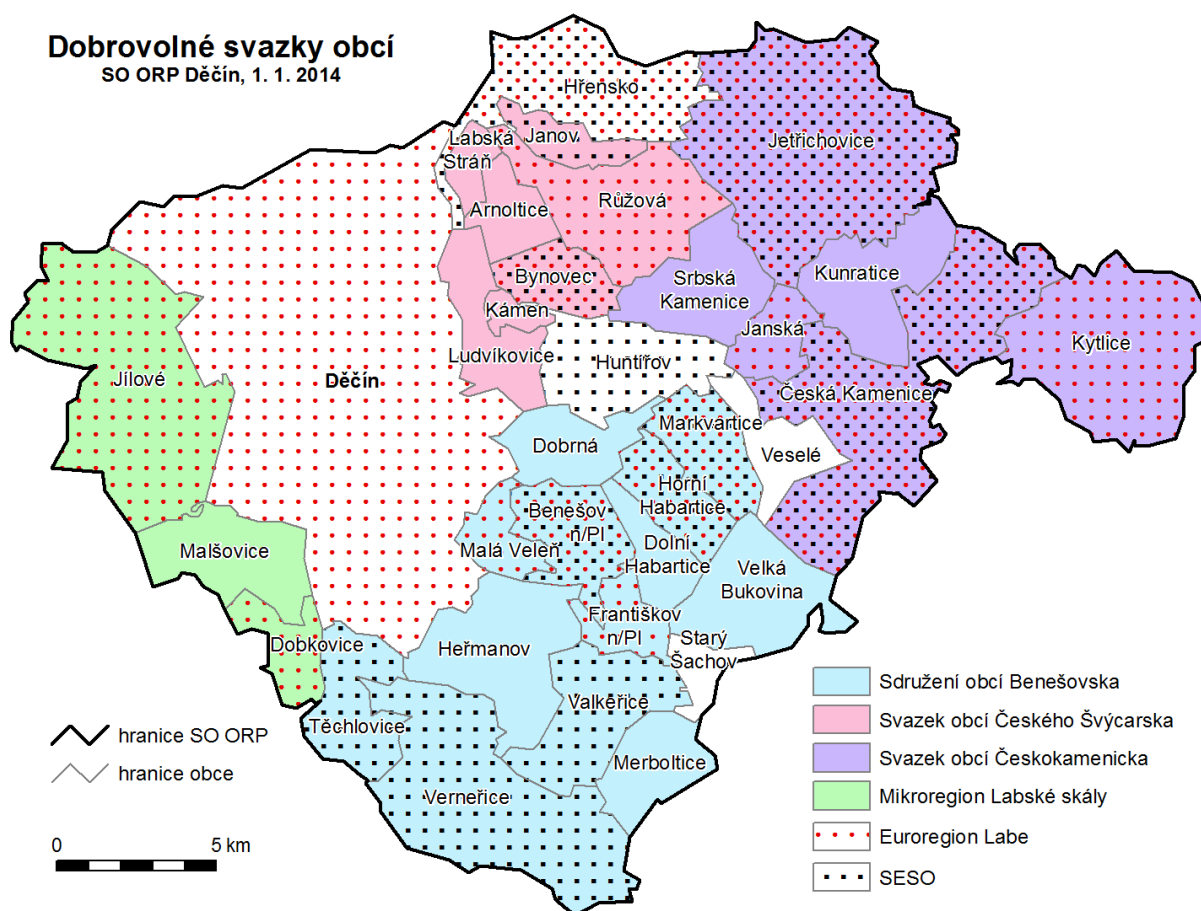 Dobrovolné svazky obcí
SO ORP Děčín, 1. 1. 2014
Hřensko
Janov
Labská
Stráň
Jetřichovice
Růžová
Arnoltice
Bynovec
Srbská
Kamenice
Kunratice
Kámen
Janská
Kytlice
Ludvíkovice
Huntířov
Jílové
Děčín
Česká Kamenice
Markvartice
Dobrná
Veselé
Horní
Habartice
Benešov
n/Pl
Malá Veleň
Dolní
Habartice
Malšovice
Velká
Bukovina
Františkov
n/Pl
Starý
Šachov
Dobkovice
Heřmanov
Valkeřice
Těchlovice
Merboltice
Verneřice
hranice SO ORP
hranice obce
0 5 km
Sdružení obcí Benešovska
Svazek obcí Českého Švýcarska
Svazek obcí Českokamenicka
Mikroregion Labské skály
Euroregion Labe
SESO